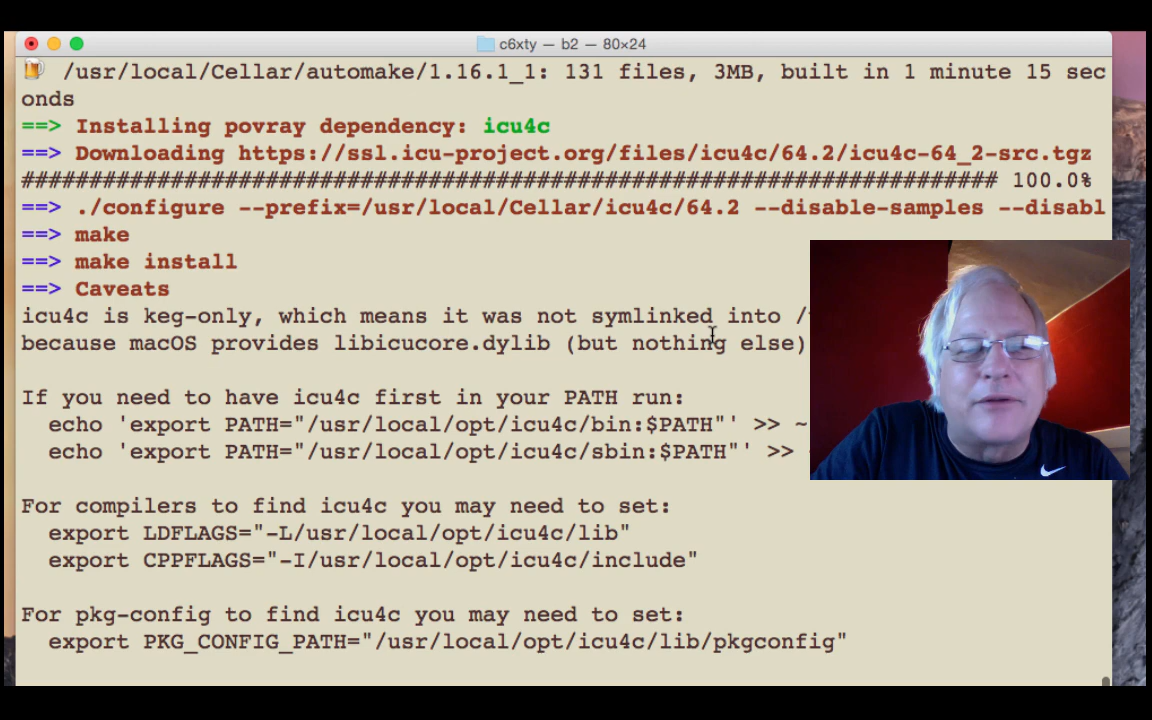 c6xty — b2 — 80×24
/usr/local/Cellar/automake/1.16.1_1: 131 files, 3MB, built in 1 minute 15 sec
onds
==> Installing povray dependency: icu4c
==> Downloading https://ssl.icu-project.org/files/icu4c/64.2/icu4c-64_2-src.tgz
######################################################################## 100.0%
==> ./configure --prefix=/usr/local/Cellar/icu4c/64.2 --disable-samples --disabl
==> make
==> make install
==> Caveats
icu4c is keg-only, which means it was not symlinked into /
because macOS provides libicucore.dylib (but nothing else)

If you need to have icu4c first in your PATH run:
  echo 'export PATH="/usr/local/opt/icu4c/bin:$PATH"' >> ~
  echo 'export PATH="/usr/local/opt/icu4c/sbin:$PATH"' >>

For compilers to find icu4c you may need to set:
  export LDFLAGS="-L/usr/local/opt/icu4c/lib"
  export CPPFLAGS="-I/usr/local/opt/icu4c/include"

For pkg-config to find icu4c you may need to set:
  export PKG_CONFIG_PATH="/usr/local/opt/icu4c/lib/pkgconfig"